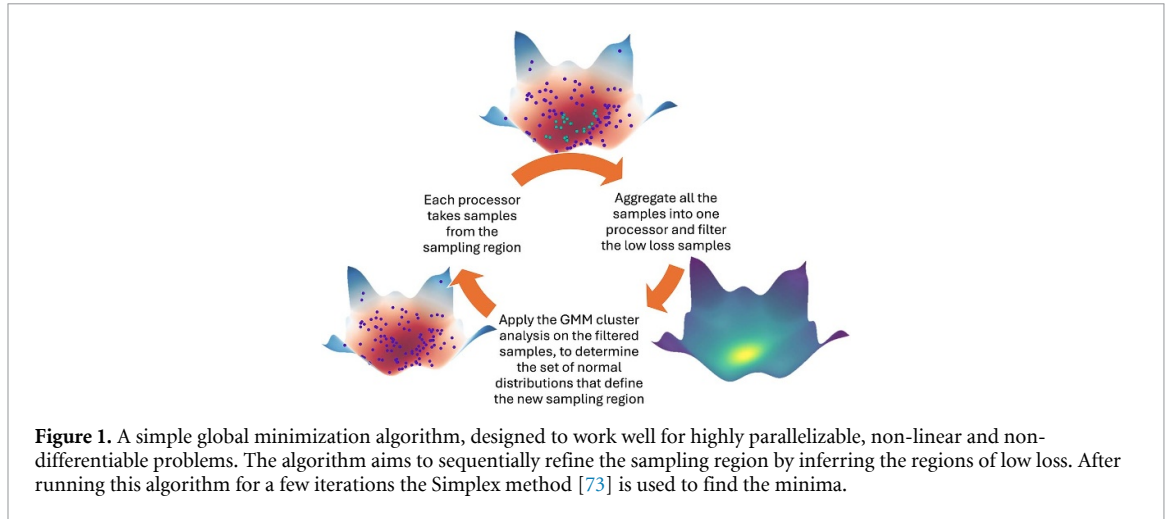 Each processor
takes samples
from the
sampling region
Aggregate all the
samples into one
processor and filter
the low loss samples
Apply the GMM cluster
analysis on the filtered
samples, to determine
the set of normal
distributions that define
the new sampling region
Figure 1. A simple global minimization algorithm, designed to work well for highly parallelizable, non-linear and non-
differentiable problems. The algorithm aims to sequentially refine the sampling region by inferring the regions of low loss. After
running this algorithm for a few iterations the Simplex method [73] is used to find the minima.